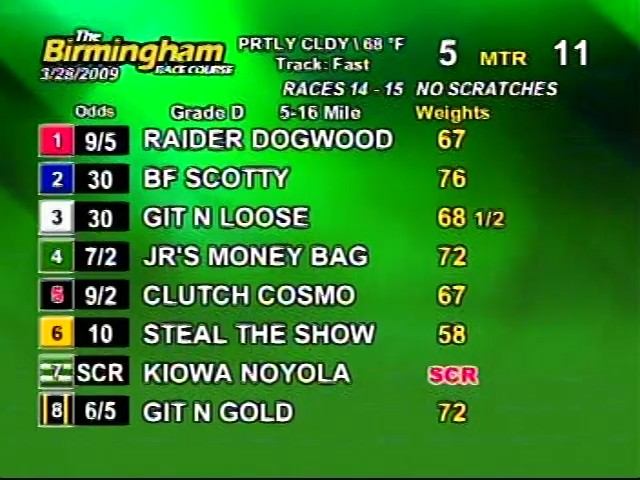 The
Birmingham
RACE COURSE
3/28/2009
PRTLY CLDY \ 68 °F
Track: Fast
5 MTR 11
RACES 14 - 15 NO SCRATCHES
Odds Grade D 5-16 Mile Weights
1 9/5 RAIDER DOGWOOD 67
2 30 BF SCOTTY 76
3 30 GIT N LOOSE 68 1/2
4 7/2 JR'S MONEY BAG 72
5 9/2 CLUTCH COSMO 67
6 10 STEAL THE SHOW 58
7 SCR KIOWA NOYOLA SCR
8 6/5 GIT N GOLD 72